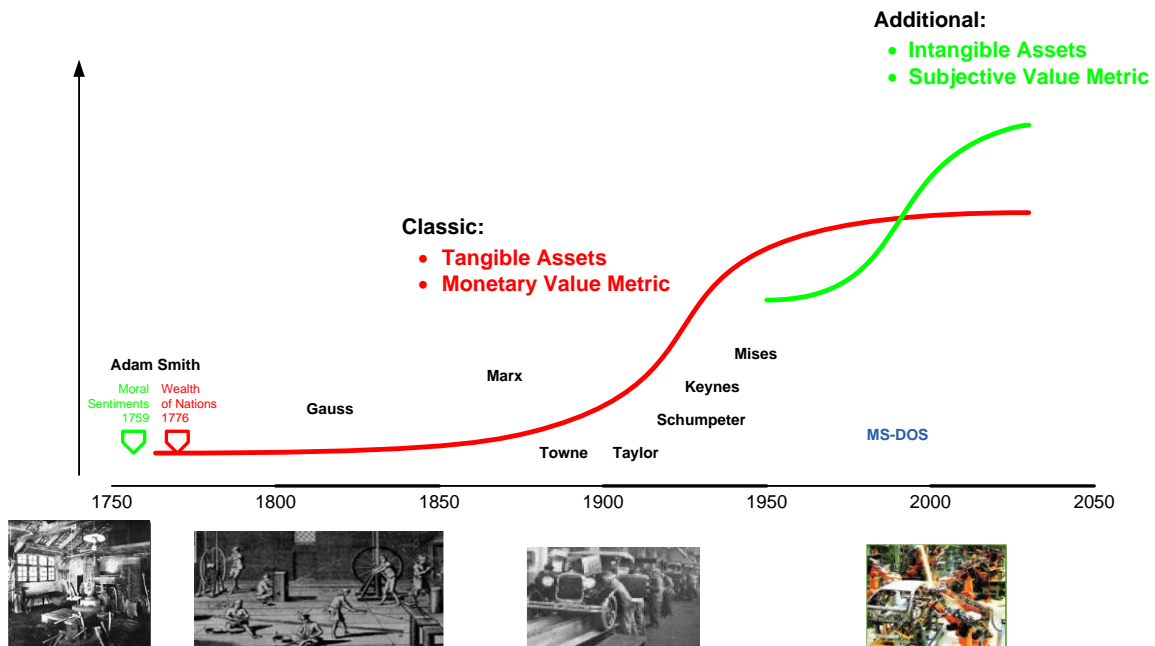 Additional:
• Intangible Assets
• Subjective Value Metric
Classic:
• Tangible Assets
• Monetary Value Metric
Adam Smith
Moral
Sentiments
1759
Wealth
of Nations
1776
Gauss
Marx
Mises
Keynes
Schumpeter
Towne
Taylor
MS-DOS
1750
1800
1850
1900
1950
2000
2050